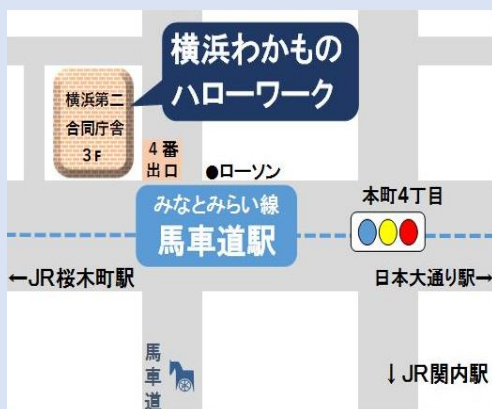 横浜わかもの
ハローワーク
横浜第二
合同庁舎
3F
4番
出口
●ローソン
みなとみらい線
馬車道駅
本町4丁目
←JR桜木町駅
日本大通り駅→
馬車道
↓JR関内駅